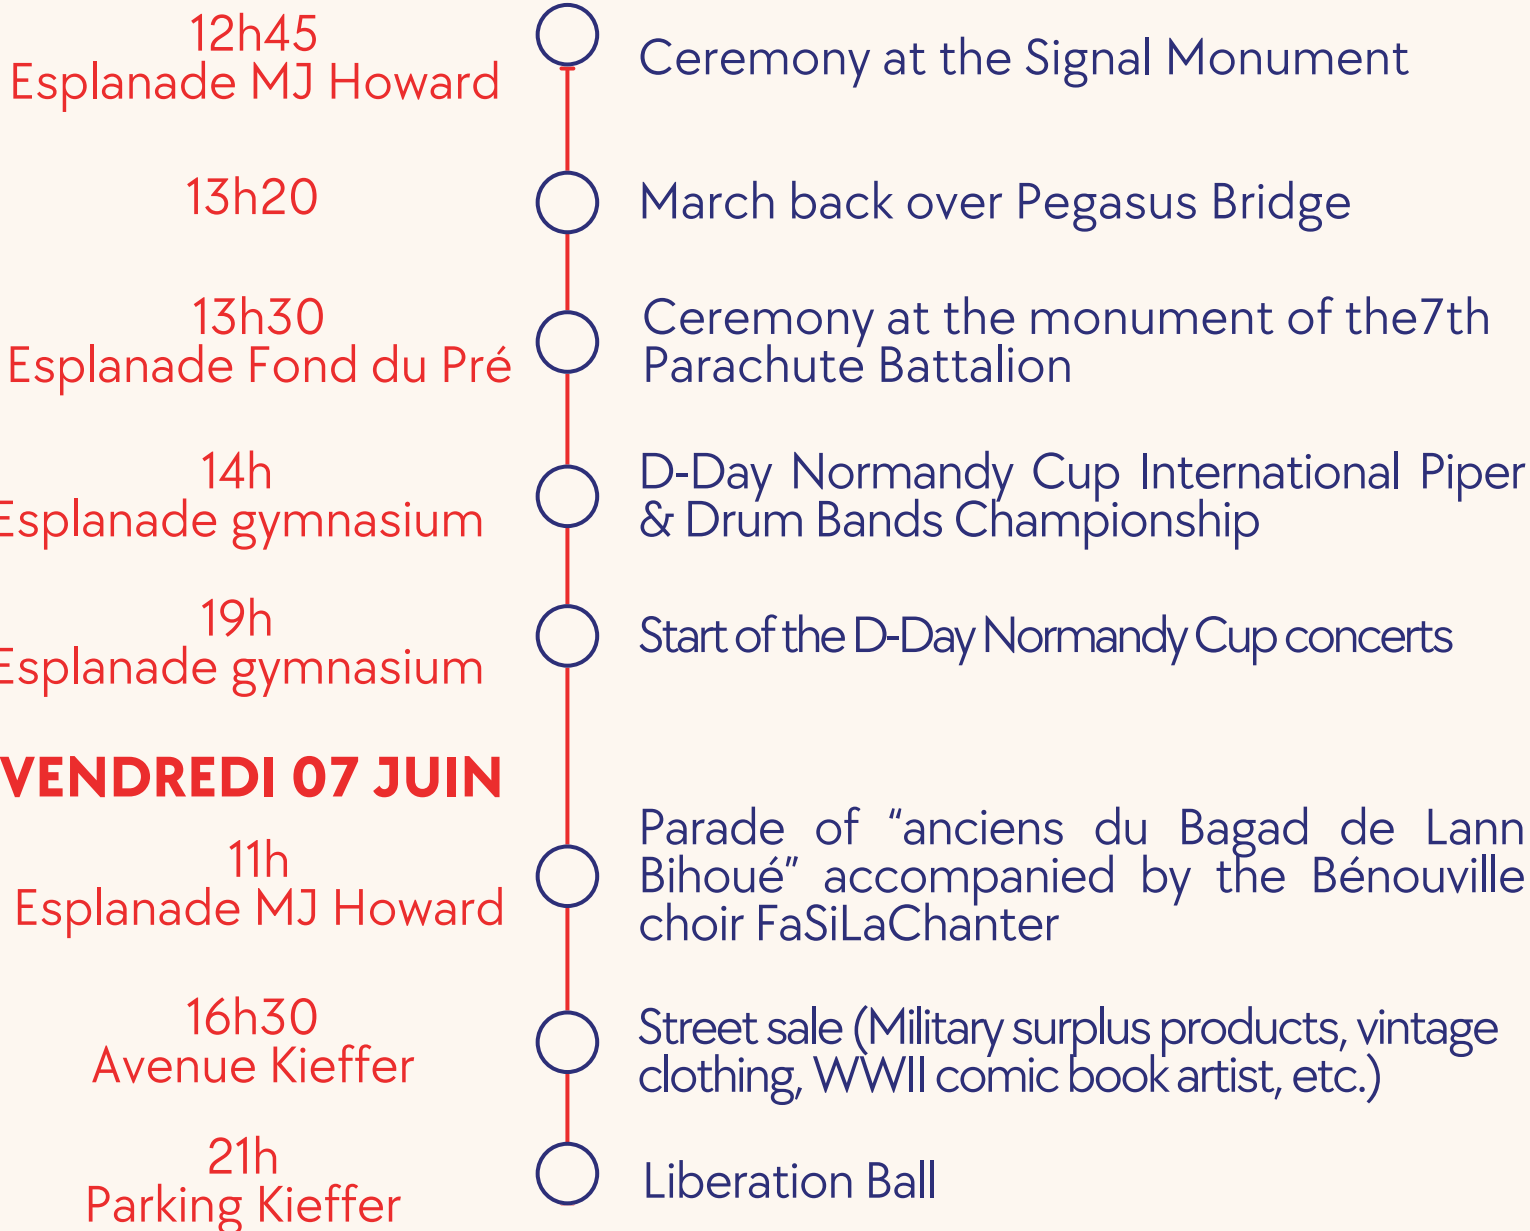 12h45
Esplanade MJ Howard
Ceremony at the Signal Monument
13h20
March back over Pegasus Bridge
13h30
Esplanade Fond du Pré
Ceremony at the monument of the7th
Parachute Battalion
14h
Esplanade gymnasium
D-Day Normandy Cup International Piper
& Drum Bands Championship
19h
Esplanade gymnasium
Start of the D-Day Normandy Cup concerts
VENDREDI 07 JUIN
11h
Esplanade MJ Howard
Parade of “anciens du Bagad de Lann
Bihoué” accompanied by the Bénouville
choir FaSiLaChanter
16h30
Avenue Kieffer
Street sale (Military surplus products, vintage
clothing, WWII comic book artist, etc.)
21h
Parking Kieffer
Liberation Ball